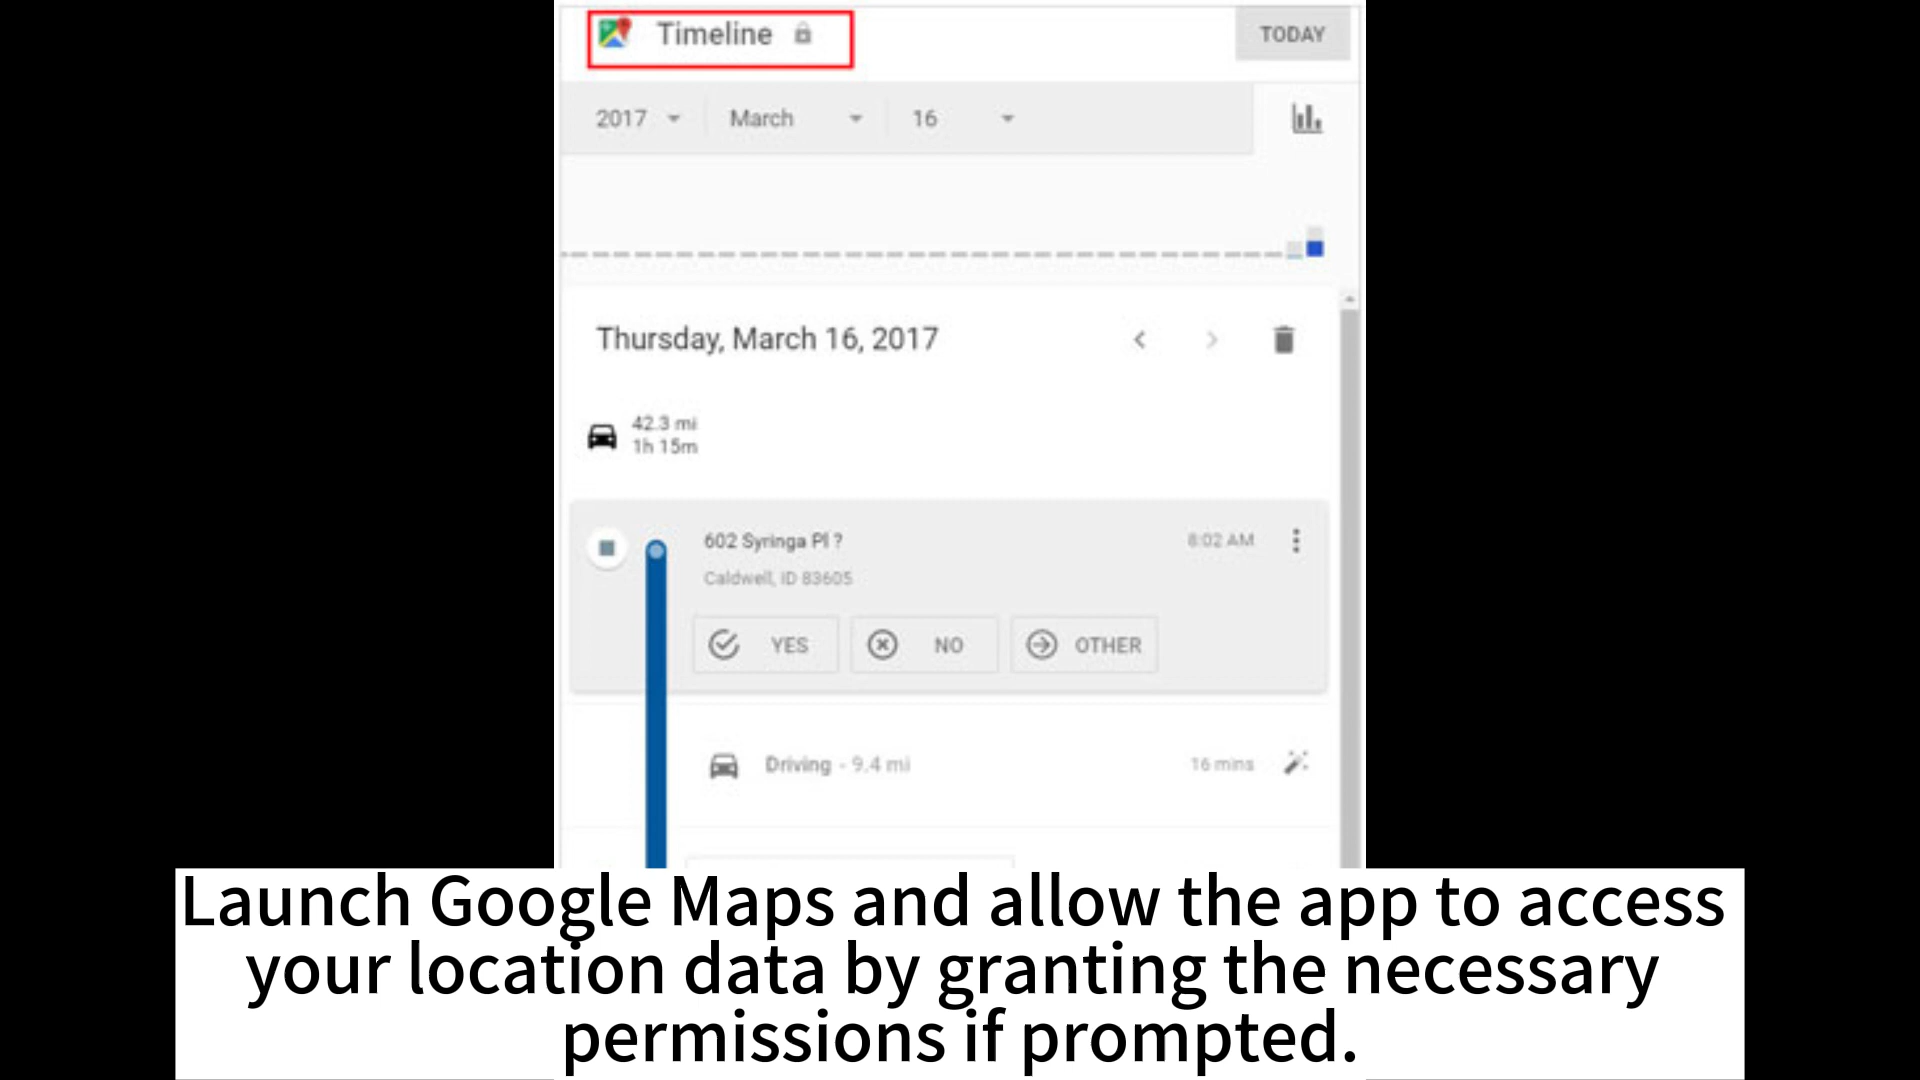 Timeline
TODAY
2017 March 16
Thursday, March 16, 2017
42.3 mi
1h 15m
602 Syringa Pl ? 8:02 AM
Caldwell, ID 83605
YES NO OTHER
Driving - 9.4 mi 16 mins
Launch Google Maps and allow the app to access
your location data by granting the necessary
permissions if prompted.